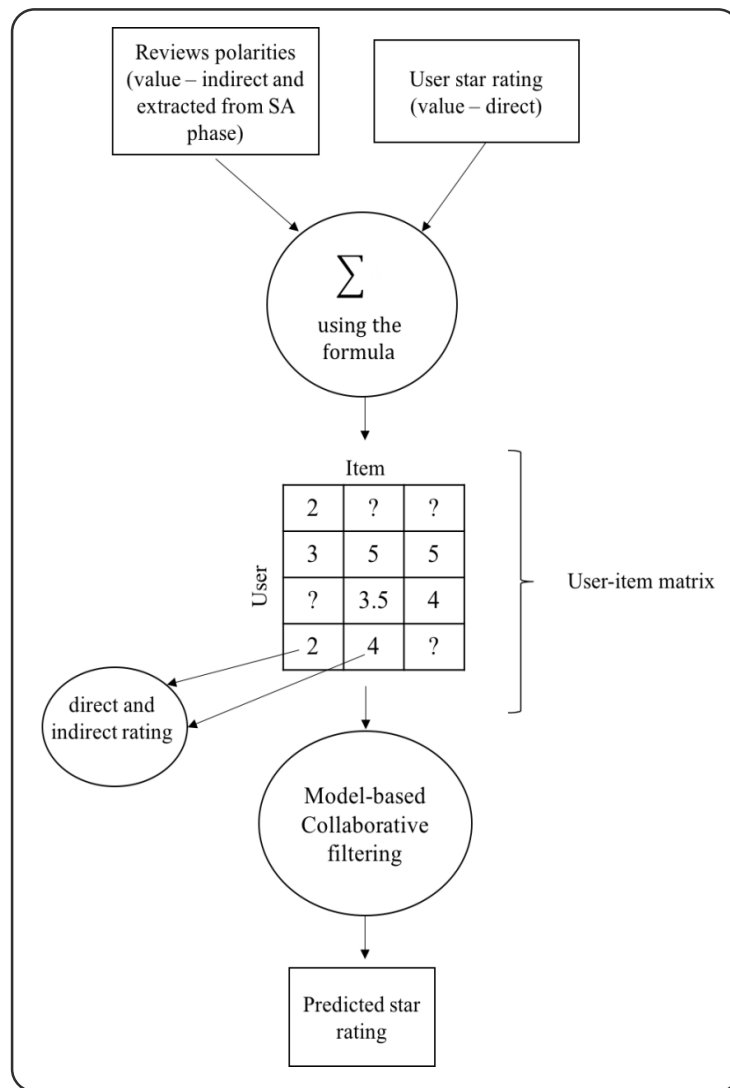 Reviews polarities
(value – indirect and
extracted from SA
phase)
User star rating
(value – direct)
∑
using the
formula
Item
User
2 ? ?
3 5 5
? 3.5 4
2 4 ?
User-item matrix
direct and
indirect rating
Model-based
Collaborative
filtering
Predicted star
rating